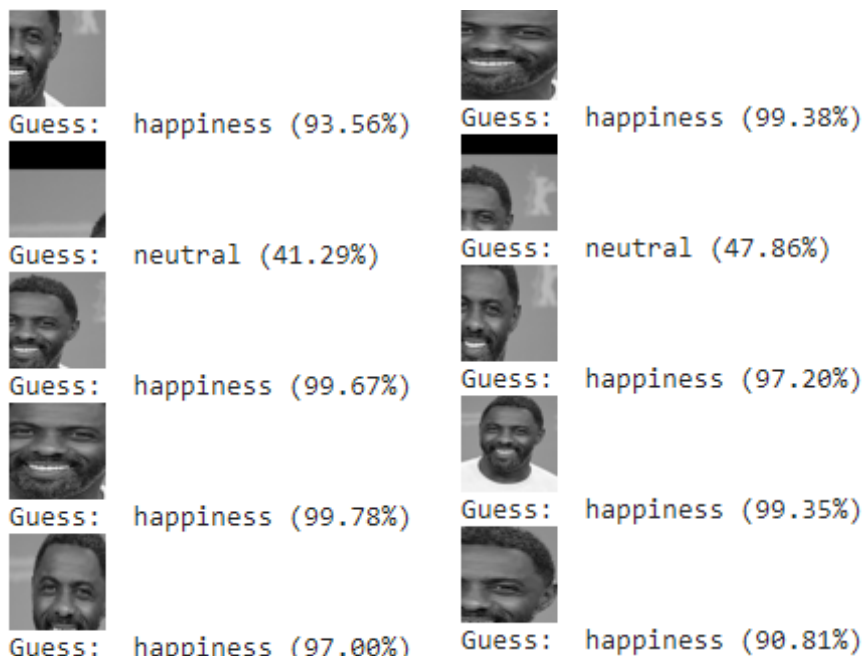 Guess: happiness (93.56%)
Guess: neutral (41.29%)
Guess: happiness (99.67%)
Guess: happiness (99.78%)
Guess: happiness (97.00%)
Guess: happiness (99.38%)
Guess: neutral (47.86%)
Guess: happiness (97.20%)
Guess: happiness (99.35%)
Guess: happiness (90.81%)